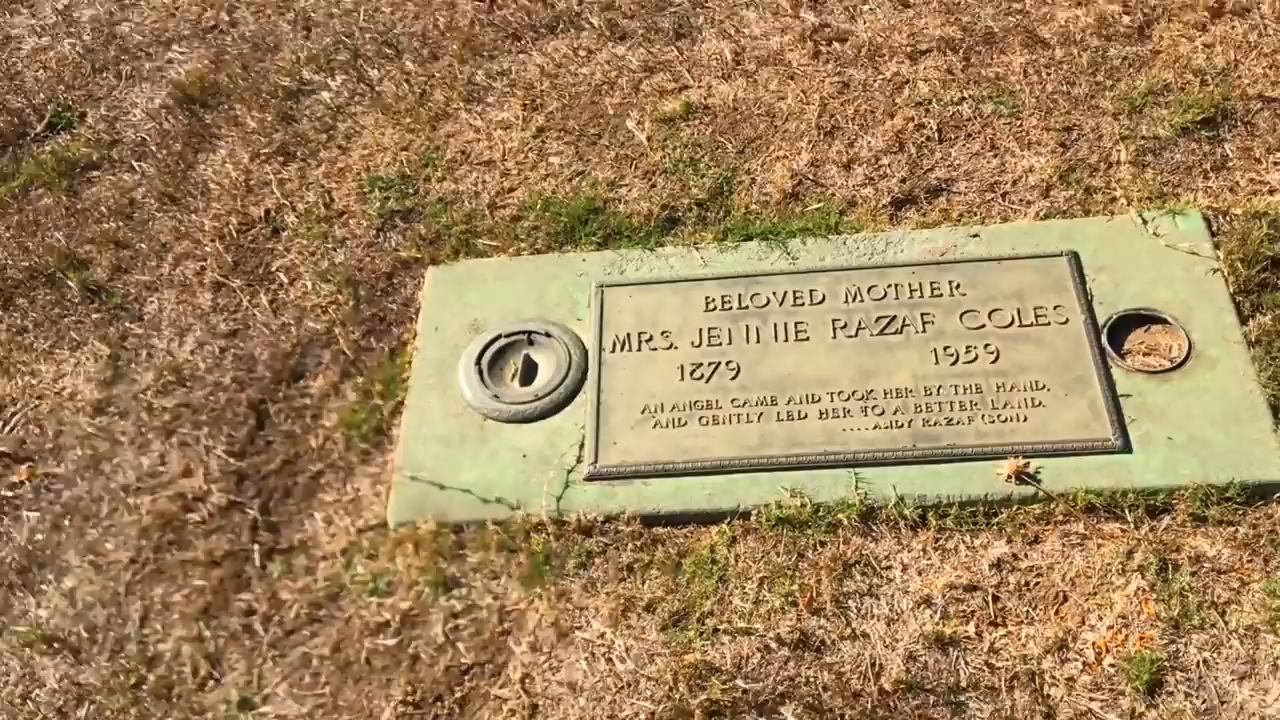 BELOVED MOTHER
MRS. JENNIE RAZAF COLES
1879 1959
AN ANGEL CAME AND TOOK HER BY THE HAND,
AND GENTLY LED HER TO A BETTER LAND.
....ANDY RAZAF (SON)